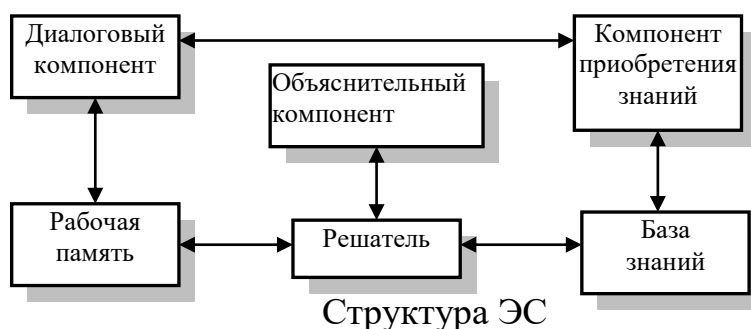 Диалоговый
компонент
Компонент
приобретения
знаний
Объяснительный
компонент
Рабочая
память
Решатель
База
знаний
Структура ЭС